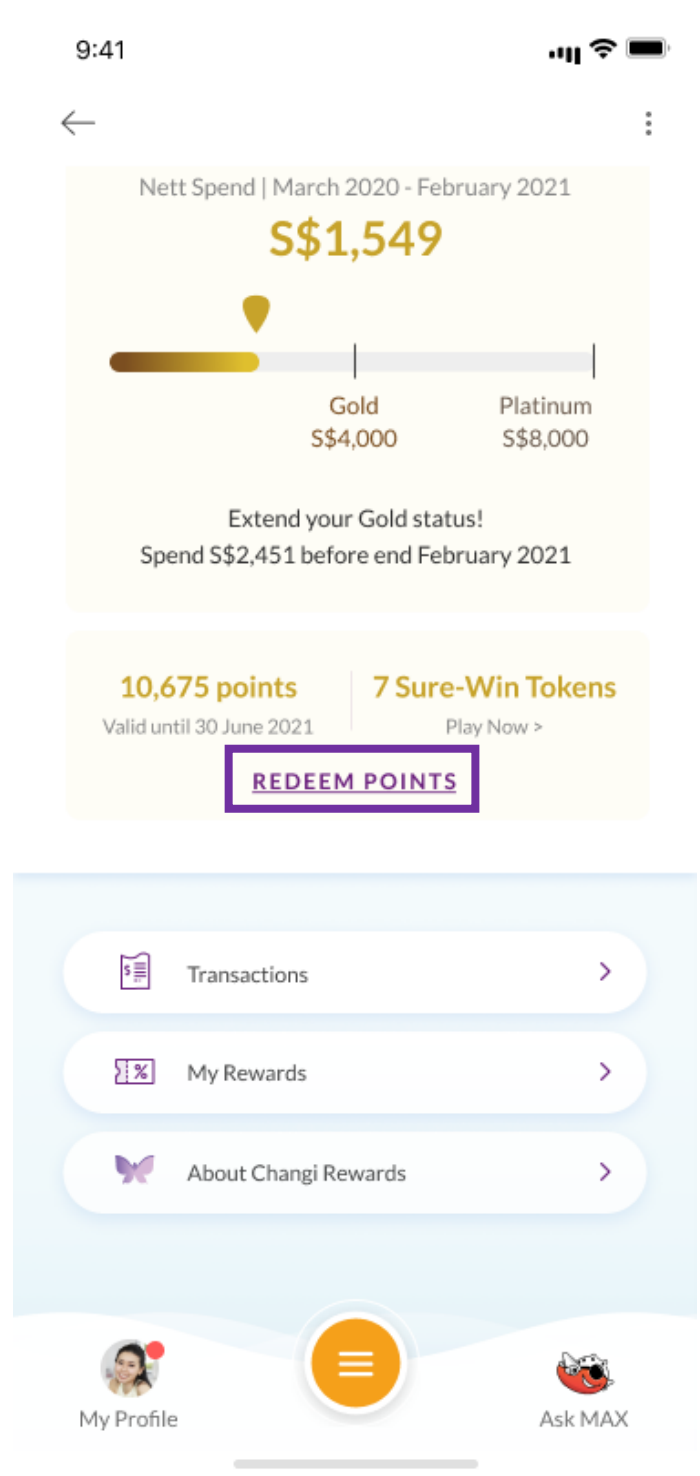 9:41
Nett Spend | March 2020 - February 2021
S$1,549
Gold
Platinum
S$4,000
S$8,000
Extend your Gold status!
Spend S$2,451 before end February 2021
10,675 points
7 Sure-Win Tokens
Valid until 30 June 2021
Play Now >
REDEEM POINTS
Transactions
My Rewards
About Changi Rewards
My Profile
Ask MAX